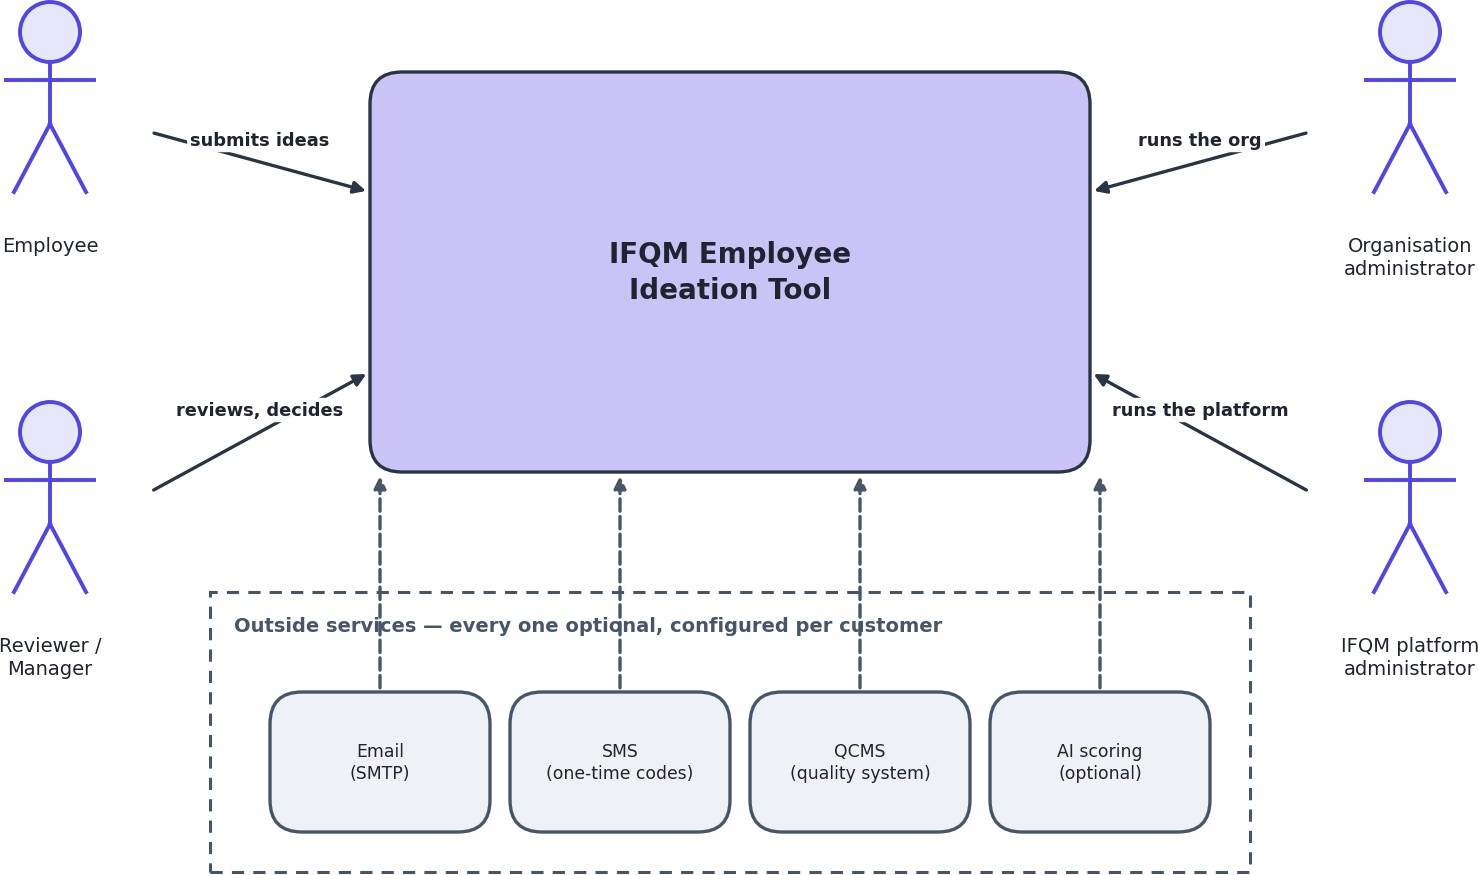 submits ideas
runs the org
Employee
Organisation
administrator
IFQM Employee
Ideation Tool
reviews, decides
runs the platform
Reviewer /
Manager
IFQM platform
administrator
Outside services — every one optional, configured per customer
Email
(SMTP)
SMS
(one-time codes)
QCMS
(quality system)
AI scoring
(optional)